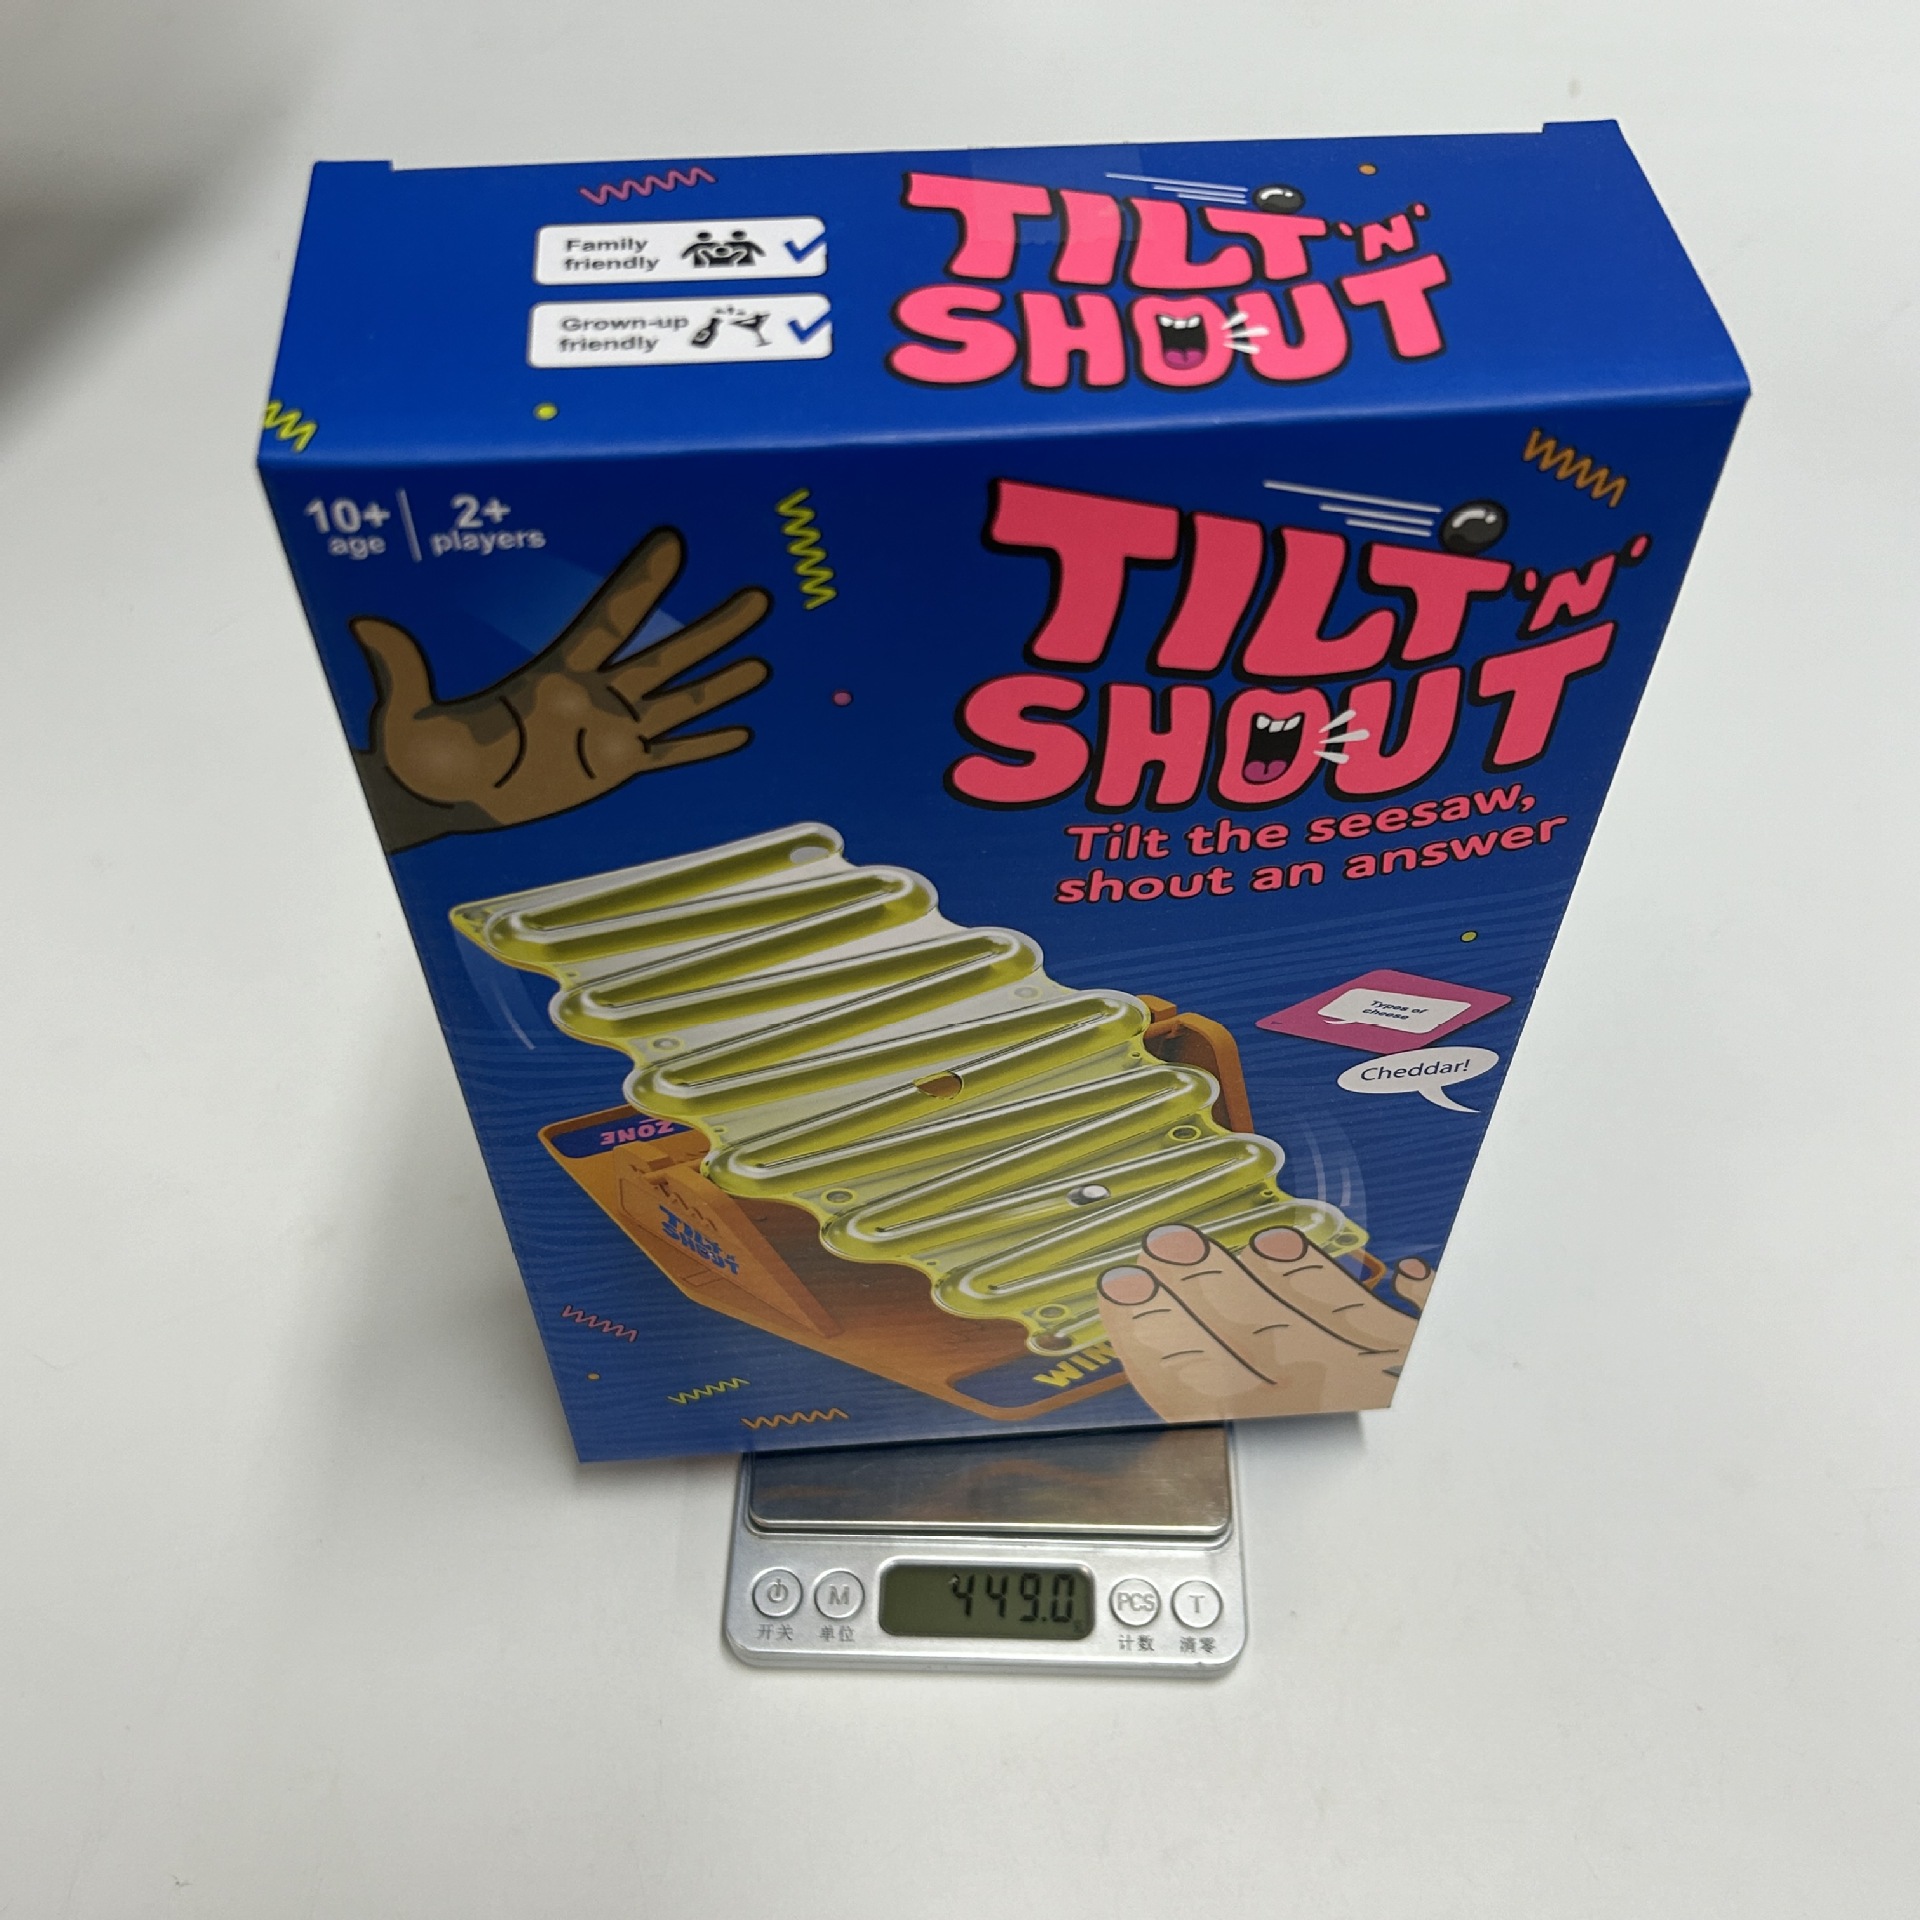 Family
friendly
Grown-up
friendly
TILT 'N'
SHOUT
10+
age
2+
players
TILT 'N'
SHOUT
Tilt the seesaw,
shout an answer
Types of
cheese
Cheddar!
ZONE
TILT 'N'
SHOUT
WIN
449.0
M
PCS
T
开关
单位
计数
清零